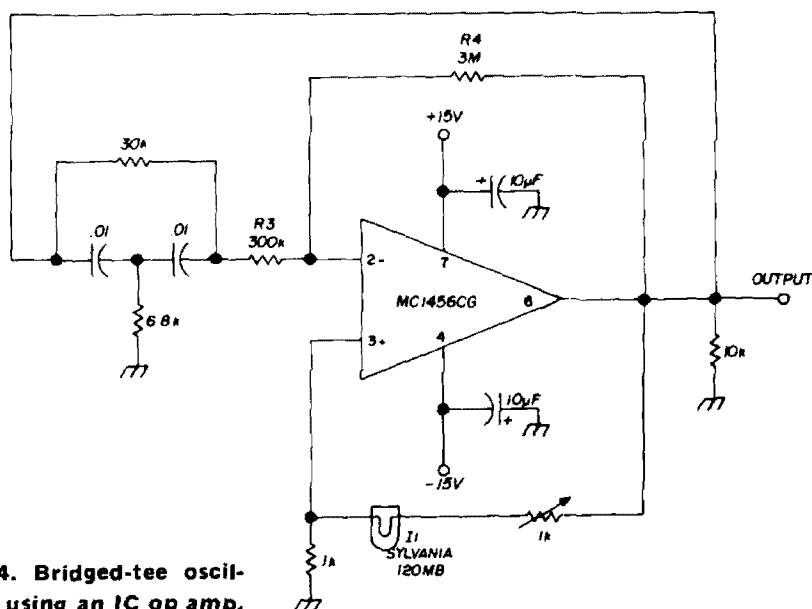 R4
3M
+15V
30k
+ 10µF
.01
.01
R3
300k
2-
7
MC1456CG
6
OUTPUT
6.8k
3+
4
10k
10µF
+
-15V
I1
SYLVANIA
120MB
1k
1k
4. Bridged-tee oscil-
using an IC op amp.